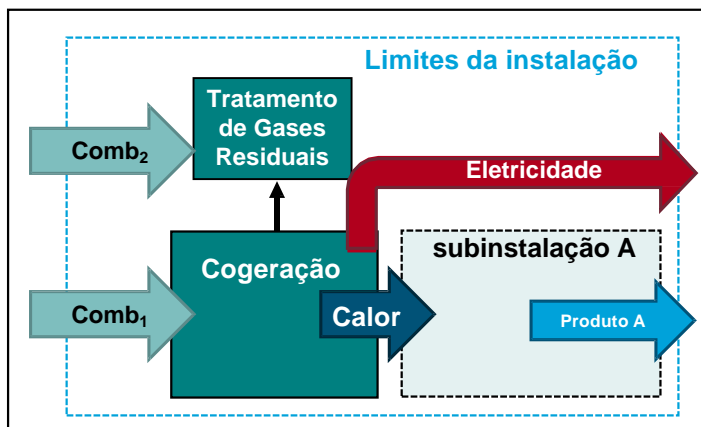 Limites da instalação
Tratamento
de Gases
Residuais
Comb₂
Eletricidade
subinstalação A
Cogeração
Comb₁
Calor
Produto A